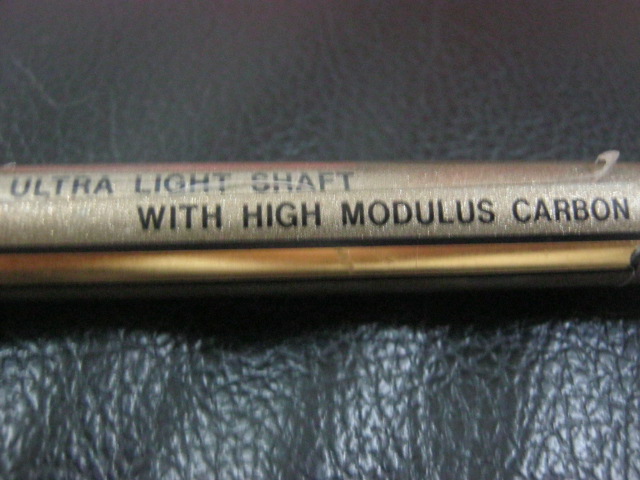 ULTRA LIGHT SHAFT
WITH HIGH MODULUS CARBON